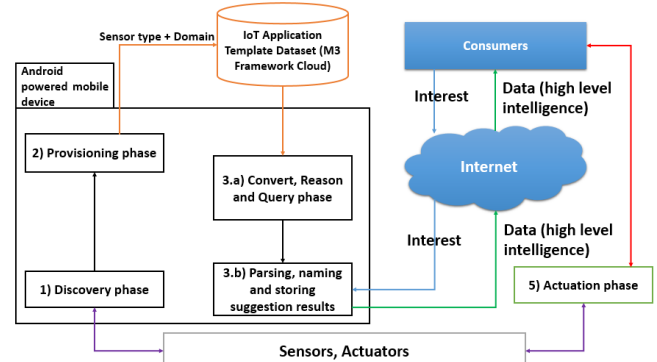 Sensor type + Domain
IoT Application
Template Dataset (M3
Framework Cloud)
Consumers
Android
powered mobile
device
Interest
Data (high level
intelligence)
2) Provisioning phase
3.a) Convert, Reason
and Query phase
Internet
Interest
Data (high level
intelligence)
1) Discovery phase
3.b) Parsing, naming
and storing
suggestion results
5) Actuation phase
Sensors, Actuators